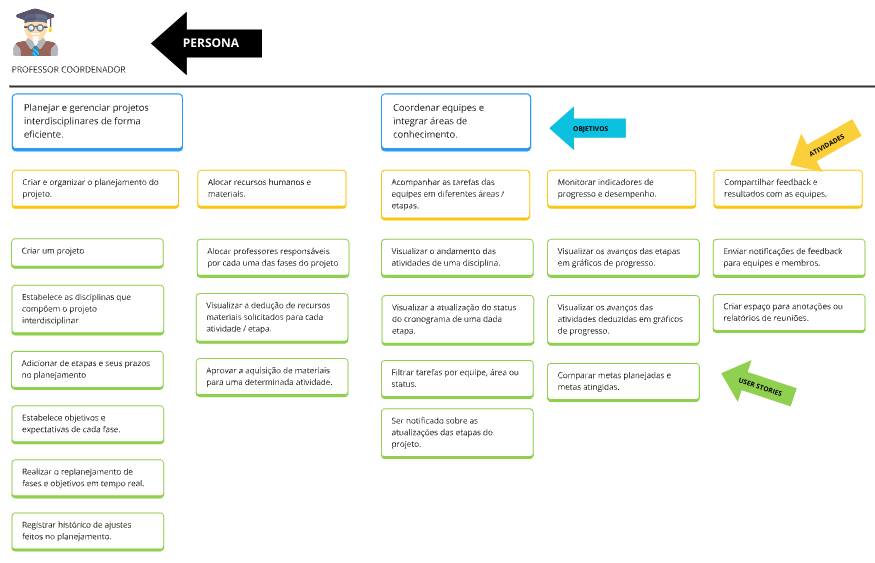 PERSONA
PROFESSOR COORDENADOR
Planejar e gerenciar projetos
interdisciplinares de forma
eficiente.
Coordenar equipes e
integrar áreas de
conhecimento.
OBJETIVOS
ATIVIDADES
Criar e organizar o planejamento do
projeto.
Alocar recursos humanos e
materiais.
Acompanhar as tarefas das
equipes em diferentes áreas /
etapas.
Monitorar indicadores de
progresso e desempenho.
Compartilhar feedback e
resultados com as equipes.
Criar um projeto
Estabelece as disciplinas que
compõem o projeto
interdisciplinar
Adicionar de etapas e seus prazos
no planejamento
Estabelece objetivos e
expectativas de cada fase.
Realizar o replanejamento de
fases e objetivos em tempo real.
Registrar histórico de ajustes
feitos no planejamento.
Alocar professores responsáveis
por cada uma das fases do projeto
Visualizar a dedução de recursos
materiais solicitados para cada
atividade / etapa.
Aprovar a aquisição de materiais
para uma determinada atividade.
Visualizar o andamento das
atividades de uma disciplina.
Visualizar a atualização do status
do cronograma de uma dada
etapa.
Filtrar tarefas por equipe, área ou
status.
Ser notificado sobre as
atualizações das etapas do
projeto.
Visualizar os avanços das etapas
em gráficos de progresso.
Visualizar os avanços das
atividades deduzidas em gráficos
de progresso.
Comparar metas planejadas e
metas atingidas.
Enviar notificações de feedback
para equipes e membros.
Criar espaço para anotações ou
relatórios de reuniões.
USER STORIES